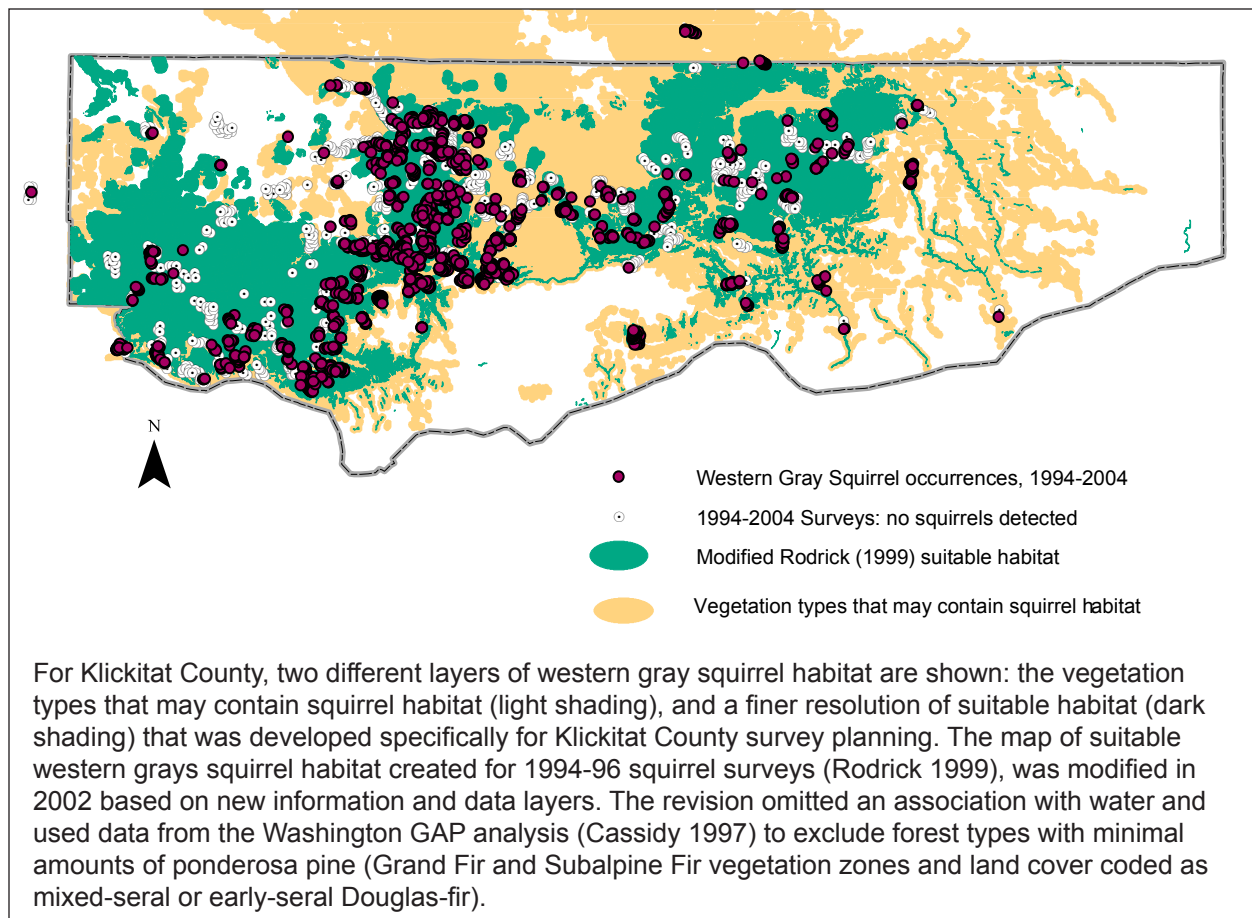 N
Western Gray Squirrel occurrences, 1994-2004
1994-2004 Surveys: no squirrels detected
Modified Rodrick (1999) suitable habitat
Vegetation types that may contain squirrel habitat
For Klickitat County, two different layers of western gray squirrel habitat are shown: the vegetation
types that may contain squirrel habitat (light shading), and a finer resolution of suitable habitat (dark
shading) that was developed specifically for Klickitat County survey planning. The map of suitable
western grays squirrel habitat created for 1994-96 squirrel surveys (Rodrick 1999), was modified in
2002 based on new information and data layers. The revision omitted an association with water and
used data from the Washington GAP analysis (Cassidy 1997) to exclude forest types with minimal
amounts of ponderosa pine (Grand Fir and Subalpine Fir vegetation zones and land cover coded as
mixed-seral or early-seral Douglas-fir).